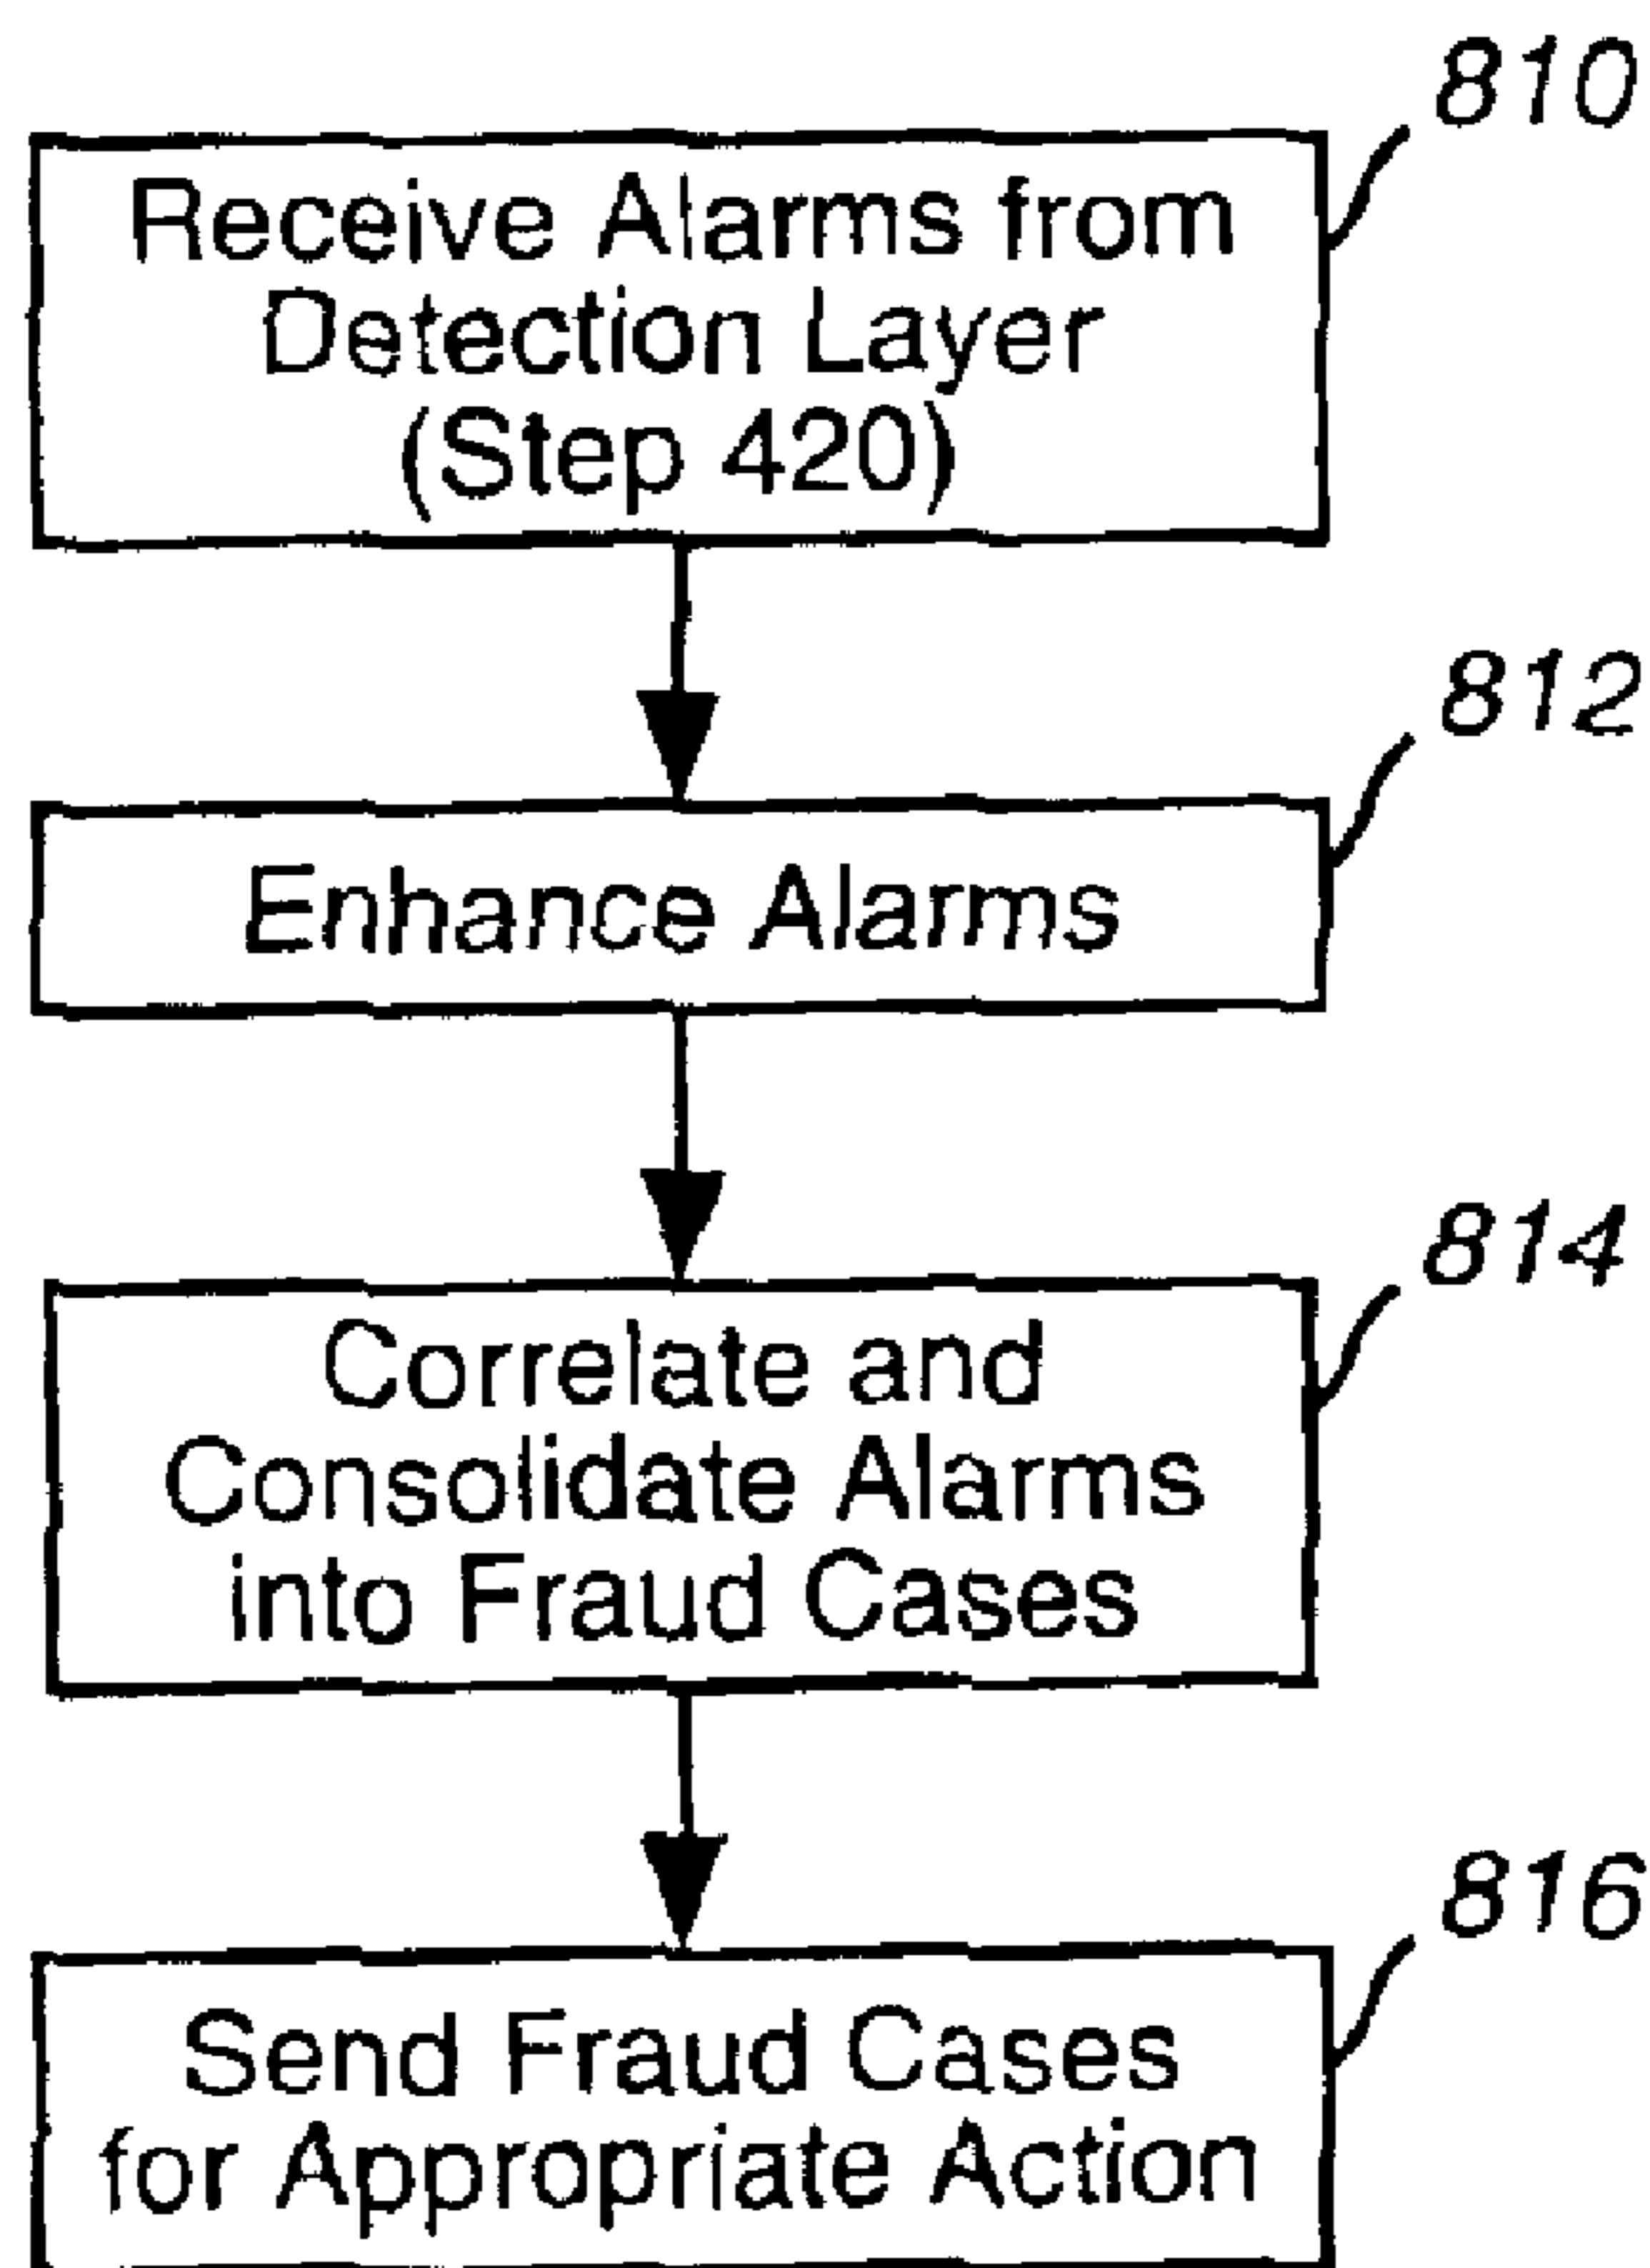 810
Receive Alarms from
Detection Layer
(Step 420)
812
Enhance Alarms
814
Correlate and
Consolidate Alarms
into Fraud Cases
816
Send Fraud Cases
for Appropriate Action